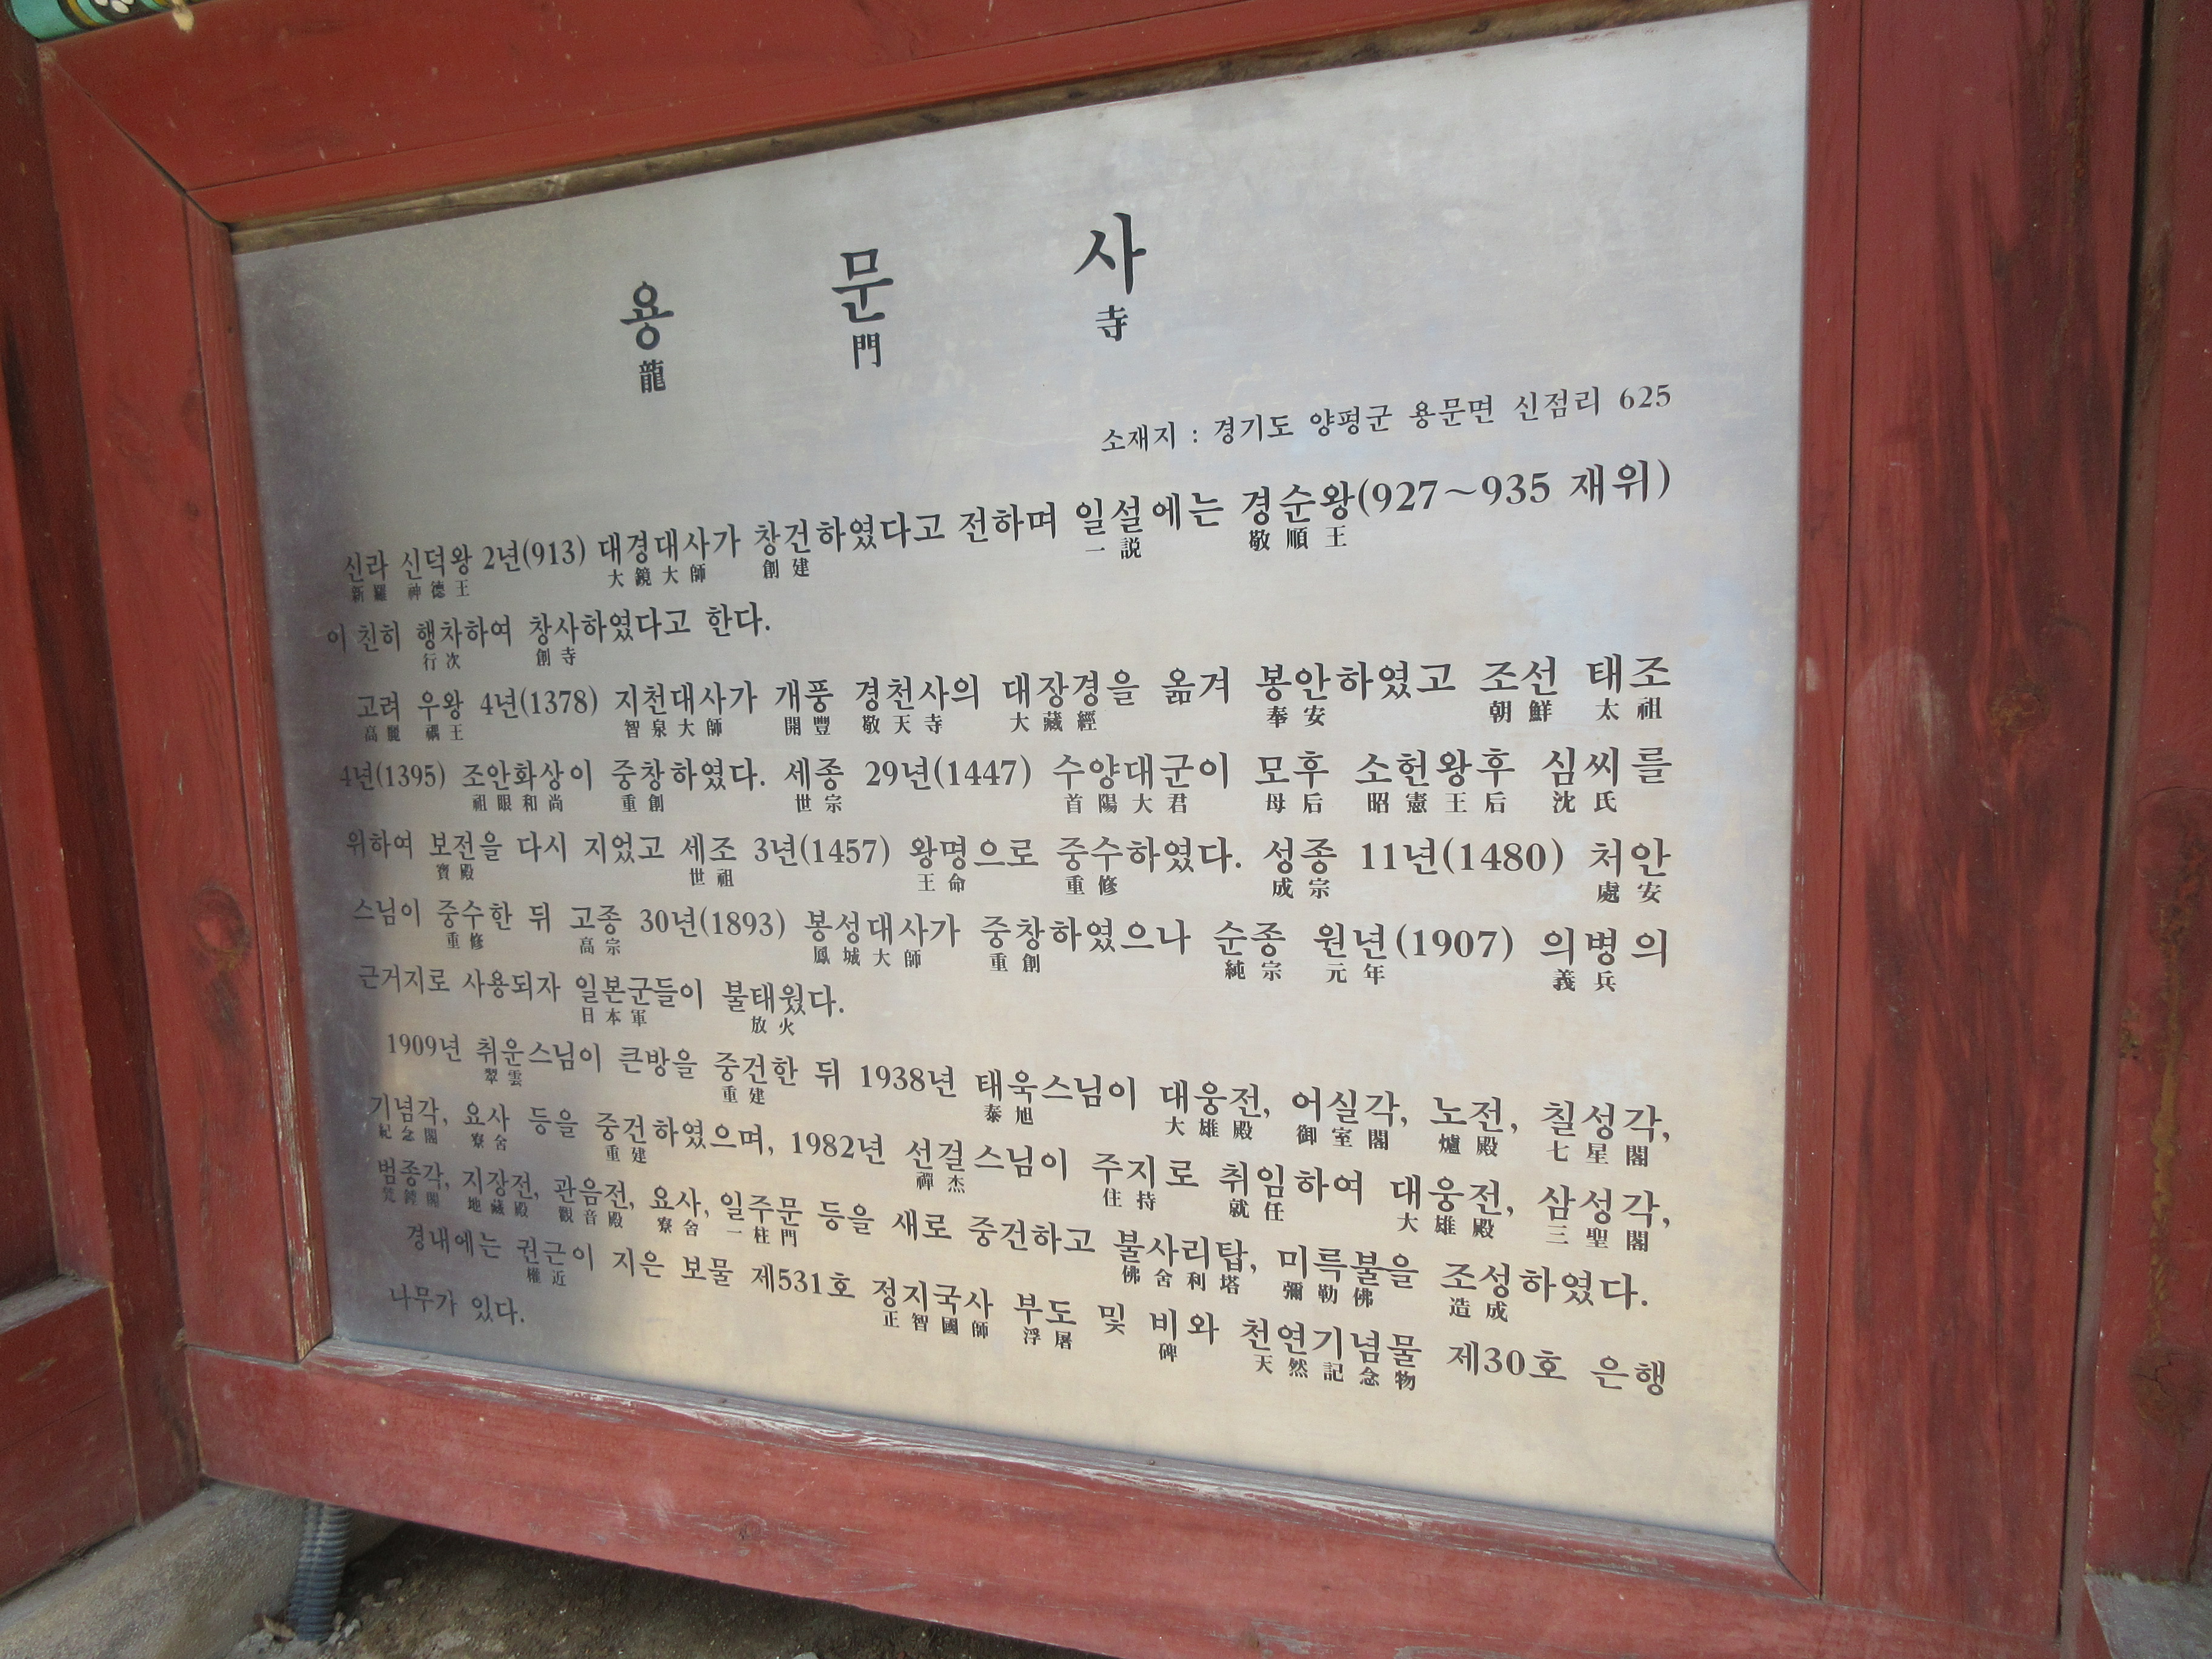 용 문 사
龍 門 寺
소재지 : 경기도 양평군 용문면 신점리 625
신라 신덕왕 2년(913) 대경대사가 창건하였다고 전하며 일설에는 경순왕(927~935 재위)
新羅 神德王 大鏡大師 創建 一説 敬順王
이 친히 행차하여 창사하였다고 한다.
行次 創寺
고려 우왕 4년(1378) 지천대사가 개풍 경천사의 대장경을 옮겨 봉안하였고 조선 태조
高麗 禑王 智泉大師 開豐 敬天寺 大藏經 奉安 朝鮮 太祖
4년(1395) 조안화상이 중창하였다. 세종 29년(1447) 수양대군이 모후 소헌왕후 심씨를
祖眼和尚 重創 世宗 首陽大君 母后 昭憲王后 沈氏
위하여 보전을 다시 지었고 세조 3년(1457) 왕명으로 중수하였다. 성종 11년(1480) 처안
寶殿 世祖 王命 重修 成宗 處安
스님이 중수한 뒤 고종 30년(1893) 봉성대사가 중창하였으나 순종 원년(1907) 의병의
重修 高宗 鳳城大師 重創 純宗 元年 義兵
근거지로 사용되자 일본군들이 불태웠다.
日本軍 放火
1909년 취운스님이 큰방을 중건한 뒤 1938년 태욱스님이 대웅전, 어실각, 노전, 칠성각,
翠雲 重建 泰旭 大雄殿 御室閣 爐殿 七星閣
기념각, 요사 등을 중건하였으며, 1982년 선걸스님이 주지로 취임하여 대웅전, 삼성각,
紀念閣 寮舍 重建 禪杰 住持 就任 大雄殿 三聖閣
범종각, 지장전, 관음전, 요사, 일주문 등을 새로 중건하고 불사리탑, 미륵불을 조성하였다.
梵鍾閣 地藏殿 觀音殿 寮舍 一柱門 佛舍利塔 彌勒佛 造成
경내에는 권근이 지은 보물 제531호 정지국사 부도 및 비와 천연기념물 제30호 은행
權近 正智國師 浮屠 碑 天然記念物
나무가 있다.